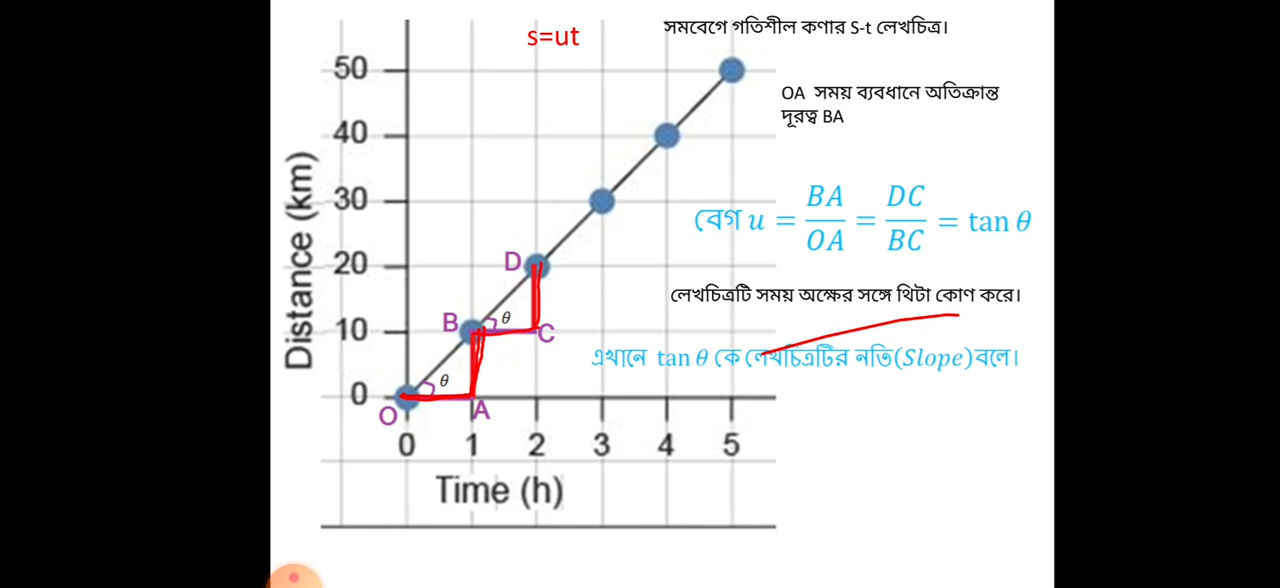 s=ut
সমবেগে গতিশীল কণার S-t লেখচিত্র।
OA সময় ব্যবধানে অতিক্রান্ত
দূরত্ব BA
বেগ u = BA/OA = DC/BC = tan θ
লেখচিত্রটি সময় অক্ষের সঙ্গে থিটা কোণ করে।
এখানে tan θ কে লেখচিত্রটির নতি(Slope)বলে।
Distance (km)
50
40
30
20
10
0
D
B
θ
C
θ
O
A
0 1 2 3 4 5
Time (h)